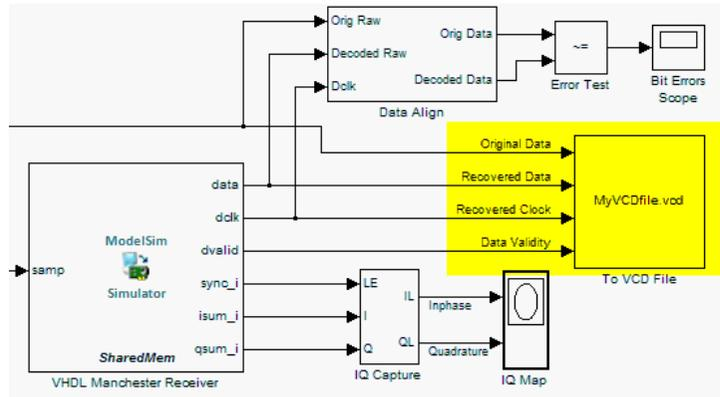 Orig Raw
Decoded Raw
Dclk
Orig Data
Decoded Data
Data Align
~=
Error Test
Bit Errors
Scope
Original Data
Recovered Data
Recovered Clock
Data Validity
MyVCDfile.vcd
To VCD File
samp
ModelSim
Simulator
SharedMem
data
dclk
dvalid
sync_i
isum_i
qsum_i
VHDL Manchester Receiver
LE
I
Q
IL
QL
IQ Capture
Inphase
Quadrature
IQ Map